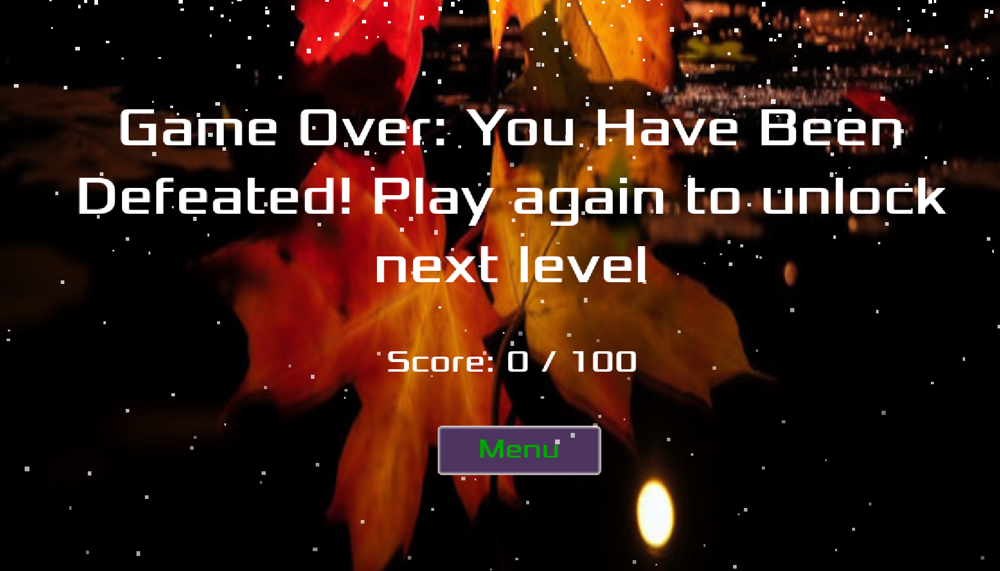 Game Over: You Have Been
Defeated! Play again to unlock
next level
Score: 0 / 100
Menu